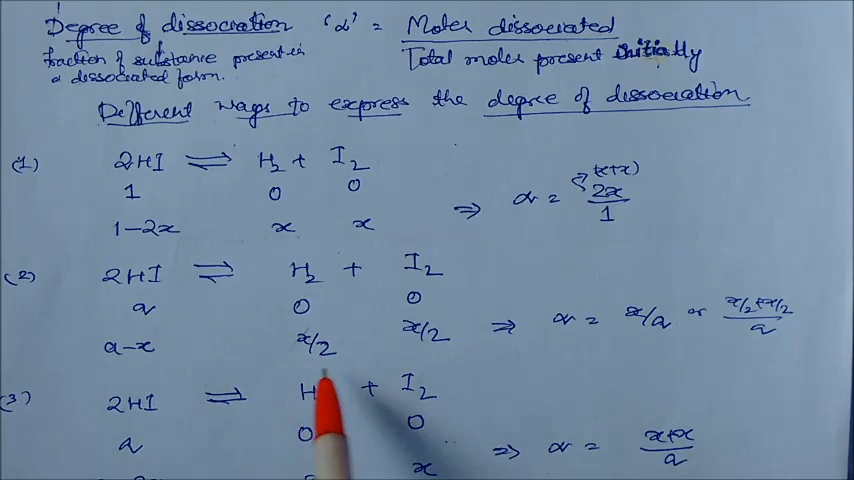 Degree of dissociation 'α' = Moles dissociated
Total moles present initially
fraction of substance present in
a dissociated form.
Different ways to express the degree of dissociation
(1) 2HI ⇌ H₂ + I₂
1 0 0
1-2x x x ⇒ α = 2x/1 (x+x)
(2) 2HI ⇌ H₂ + I₂
a 0 0
a-x x/2 x/2 ⇒ α = x/a or (x/2+x/2)/a
(3) 2HI ⇌ H + I₂
a 0 0
x ⇒ α = (x+x)/a